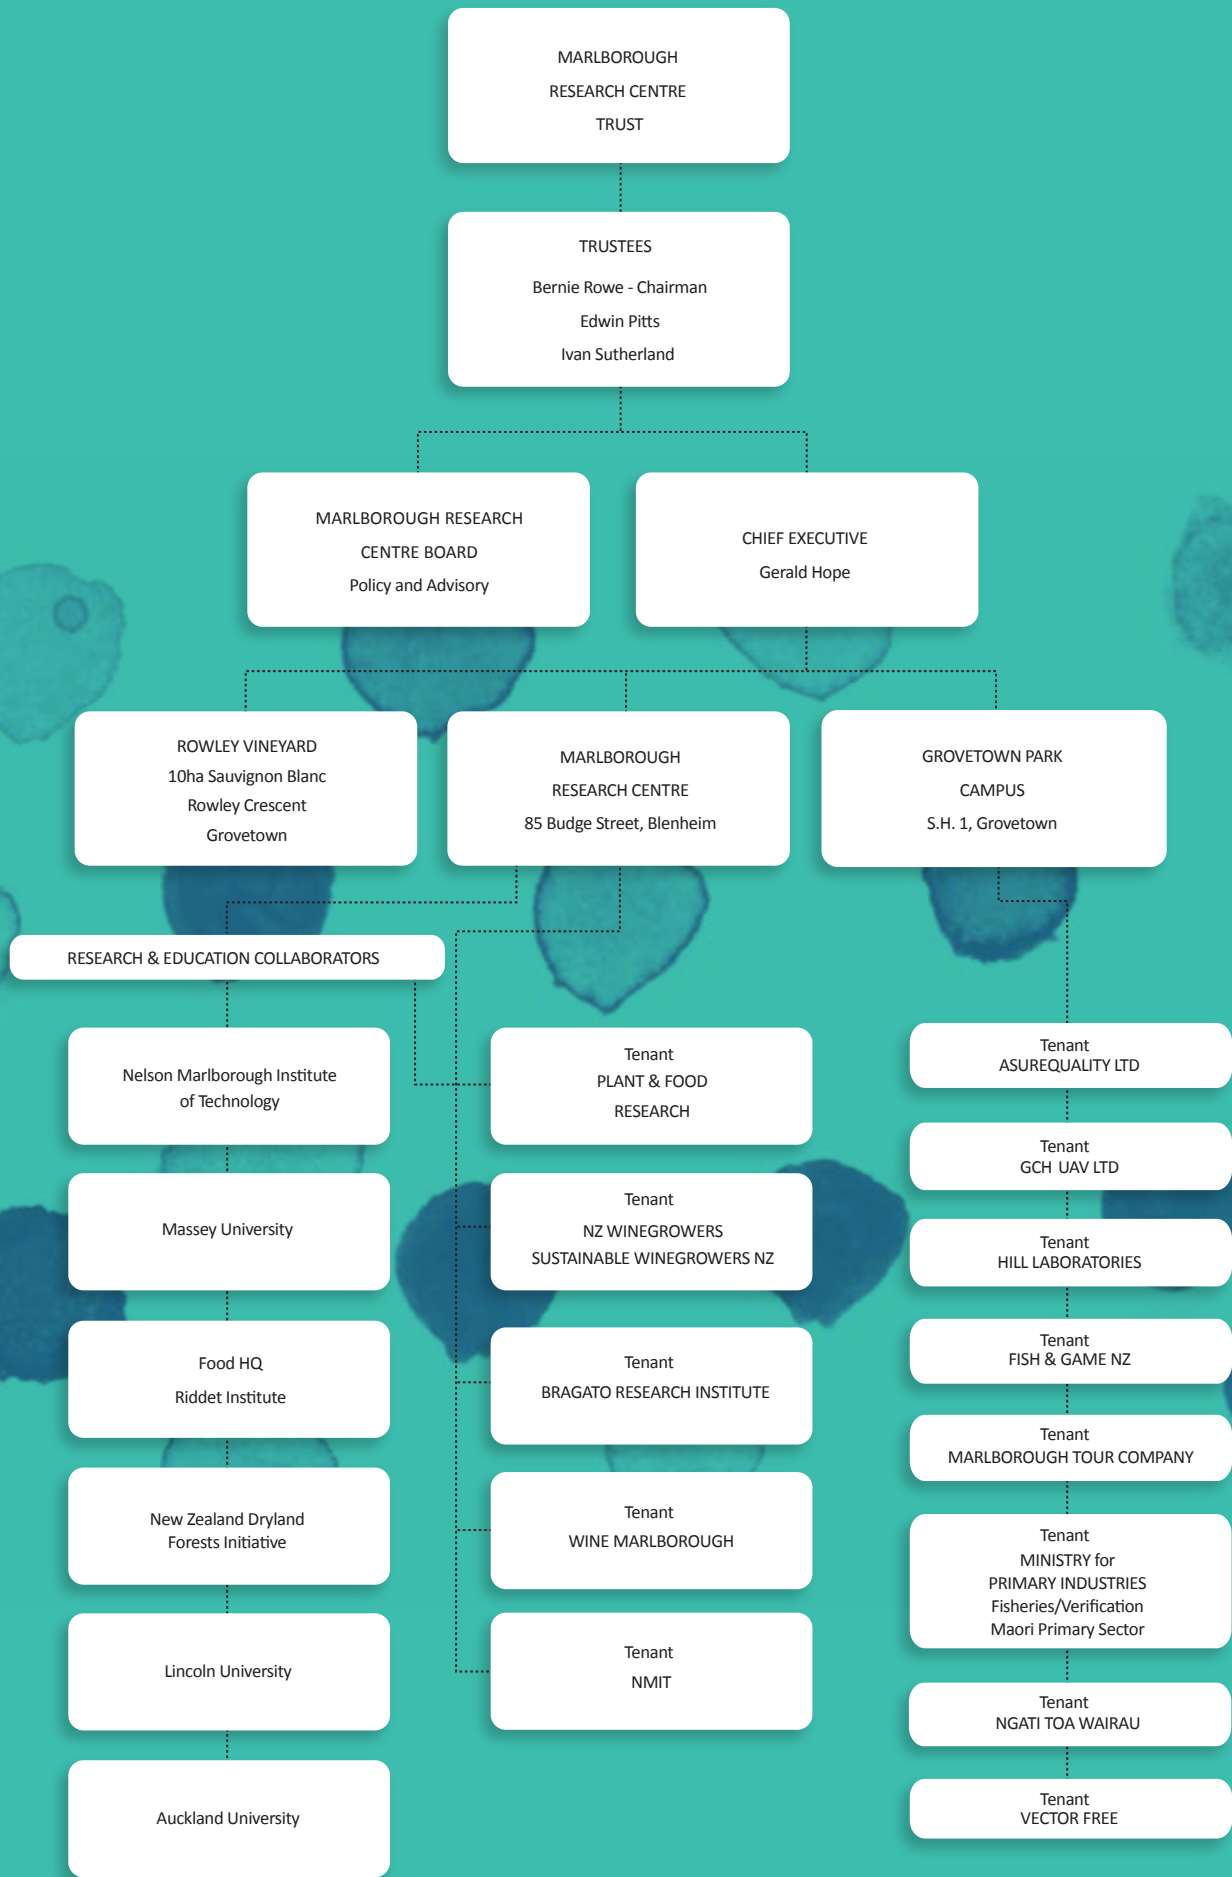 MARLBOROUGH
RESEARCH CENTRE
TRUST
TRUSTEES
Bernie Rowe - Chairman
Edwin Pitts
Ivan Sutherland
MARLBOROUGH RESEARCH
CENTRE BOARD
Policy and Advisory
CHIEF EXECUTIVE
Gerald Hope
ROWLEY VINEYARD
10ha Sauvignon Blanc
Rowley Crescent
Grovetown
MARLBOROUGH
RESEARCH CENTRE
85 Budge Street, Blenheim
GROVETOWN PARK
CAMPUS
S.H. 1, Grovetown
RESEARCH & EDUCATION COLLABORATORS
Nelson Marlborough Institute
of Technology
Massey University
Food HQ
Riddet Institute
New Zealand Dryland
Forests Initiative
Lincoln University
Auckland University
Tenant
PLANT & FOOD
RESEARCH
Tenant
NZ WINEGROWERS
SUSTAINABLE WINEGROWERS NZ
Tenant
BRAGATO RESEARCH INSTITUTE
Tenant
WINE MARLBOROUGH
Tenant
NMIT
Tenant
ASUREQUALITY LTD
Tenant
GCH UAV LTD
Tenant
HILL LABORATORIES
Tenant
FISH & GAME NZ
Tenant
MARLBOROUGH TOUR COMPANY
Tenant
MINISTRY for
PRIMARY INDUSTRIES
Fisheries/Verification
Maori Primary Sector
Tenant
NGATI TOA WAIRAU
Tenant
VECTOR FREE